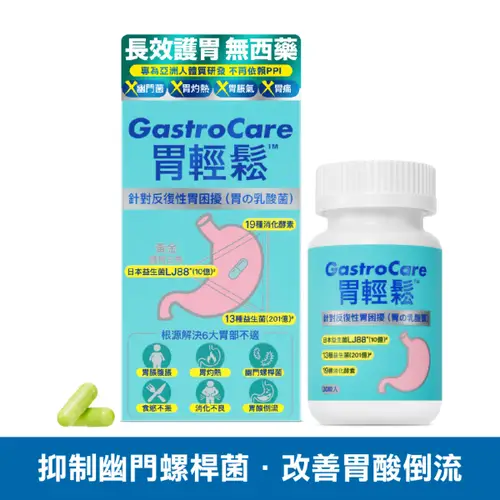 長效護胃 無西藥
專為亞洲人體質研發 不再依賴PPI
幽門菌 胃灼熱 胃脹氣 胃痛
GastroCare
胃輕鬆™
針對反復性胃困擾 (胃の乳酸菌)
19種消化酵素
黃金
日本益生菌LJ88(10億)
13種益生菌(201億)
根源解決6大胃部不適
胃脹腹脹 胃灼熱 幽門螺桿菌
食慾不振 消化不良 胃酸倒流
GastroCare
胃輕鬆™
針對反復性胃困擾 (胃の乳酸菌)
日本益生菌LJ88(10億)
13種益生菌(201億)
19種消化酵素
抑制幽門螺桿菌·改善胃酸倒流